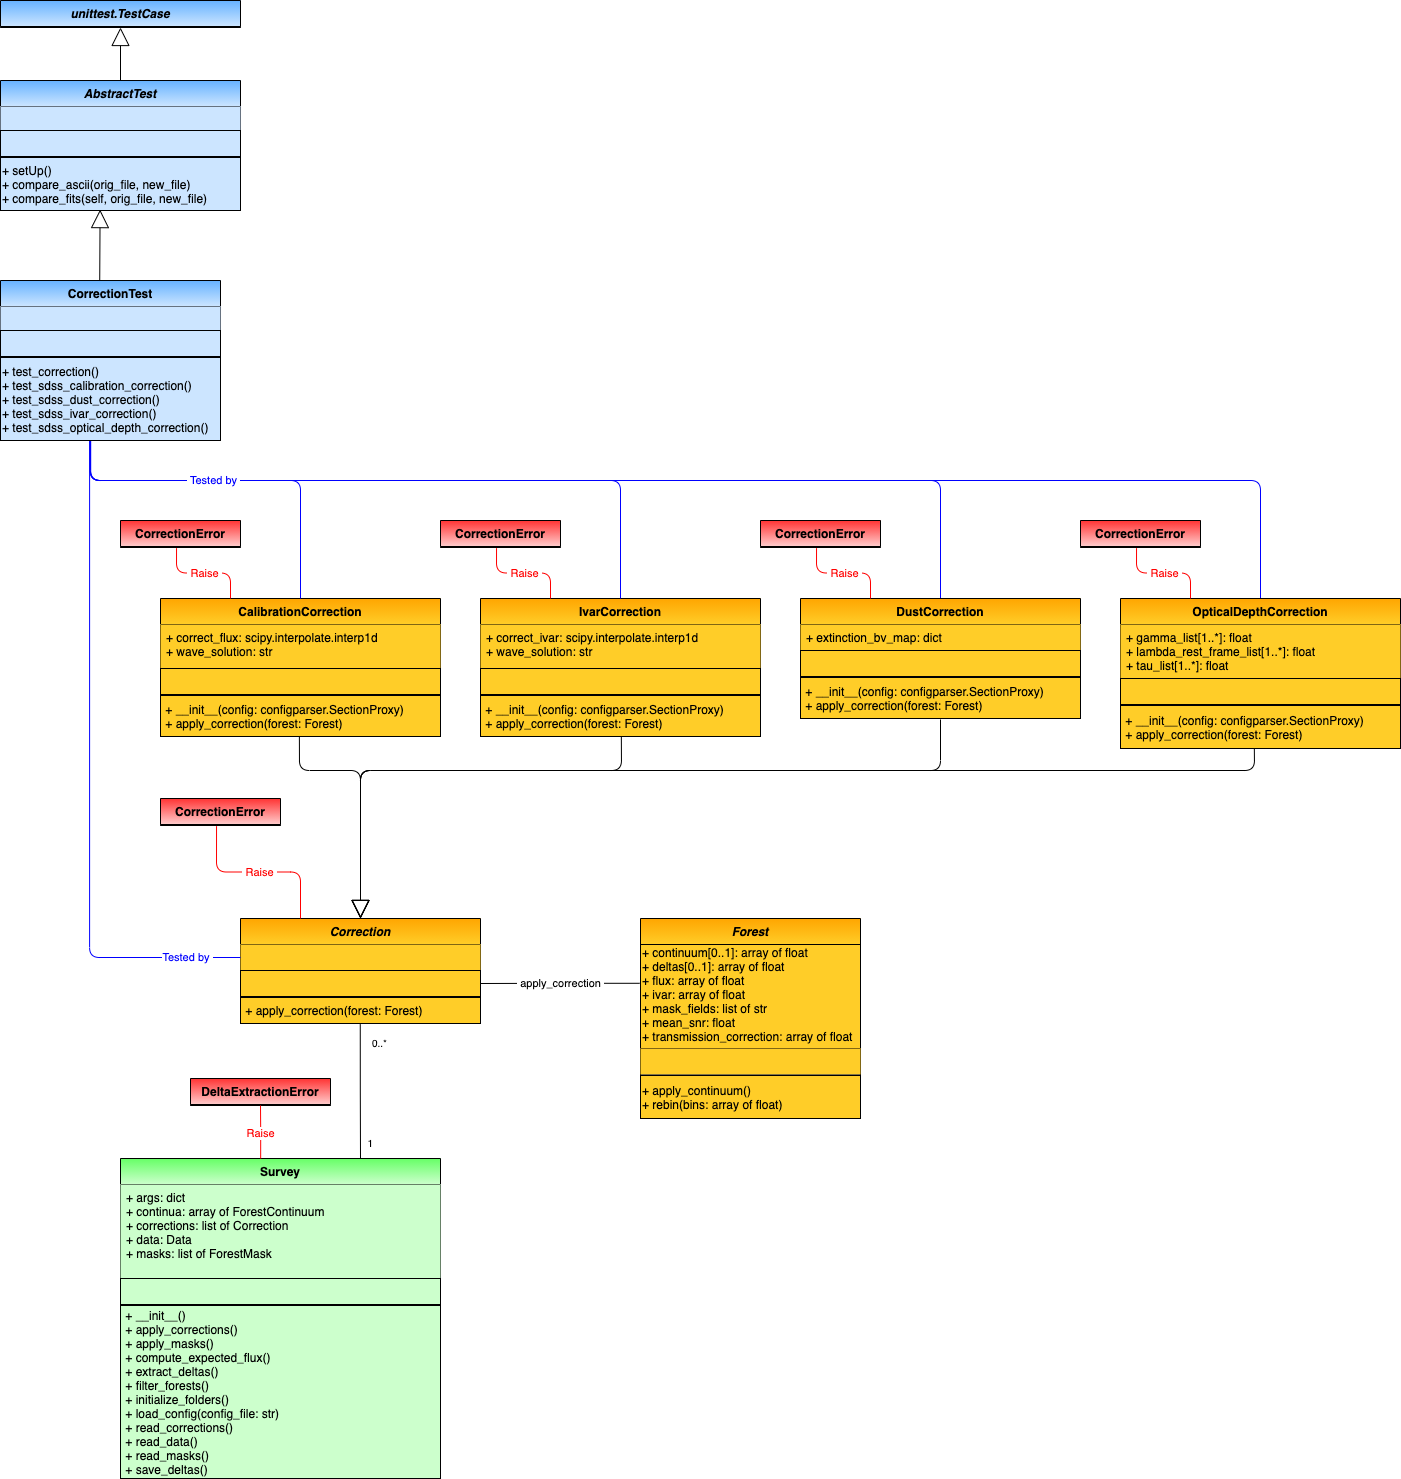 unittest.TestCase
AbstractTest
+ setUp()
+ compare_ascii(orig_file, new_file)
+ compare_fits(self, orig_file, new_file)
CorrectionTest
+ test_correction()
+ test_sdss_calibration_correction()
+ test_sdss_dust_correction()
+ test_sdss_ivar_correction()
+ test_sdss_optical_depth_correction()
Tested by
CorrectionError
Raise
CalibrationCorrection
+ correct_flux: scipy.interpolate.interp1d
+ wave_solution: str
+ __init__(config: configparser.SectionProxy)
+ apply_correction(forest: Forest)
CorrectionError
Raise
IvarCorrection
+ correct_ivar: scipy.interpolate.interp1d
+ wave_solution: str
+ __init__(config: configparser.SectionProxy)
+ apply_correction(forest: Forest)
CorrectionError
Raise
DustCorrection
+ extinction_bv_map: dict
+ __init__(config: configparser.SectionProxy)
+ apply_correction(forest: Forest)
CorrectionError
Raise
OpticalDepthCorrection
+ gamma_list[1..*]: float
+ lambda_rest_frame_list[1..*]: float
+ tau_list[1..*]: float
+ __init__(config: configparser.SectionProxy)
+ apply_correction(forest: Forest)
CorrectionError
Raise
Tested by
Correction
+ apply_correction(forest: Forest)
apply_correction
Forest
+ continuum[0..1]: array of float
+ deltas[0..1]: array of float
+ flux: array of float
+ ivar: array of float
+ mask_fields: list of str
+ mean_snr: float
+ transmission_correction: array of float
+ apply_continuum()
+ rebin(bins: array of float)
0..*
DeltaExtractionError
Raise
1
Survey
+ args: dict
+ continua: array of ForestContinuum
+ corrections: list of Correction
+ data: Data
+ masks: list of ForestMask
+ __init__()
+ apply_corrections()
+ apply_masks()
+ compute_expected_flux()
+ extract_deltas()
+ filter_forests()
+ initialize_folders()
+ load_config(config_file: str)
+ read_corrections()
+ read_data()
+ read_masks()
+ save_deltas()